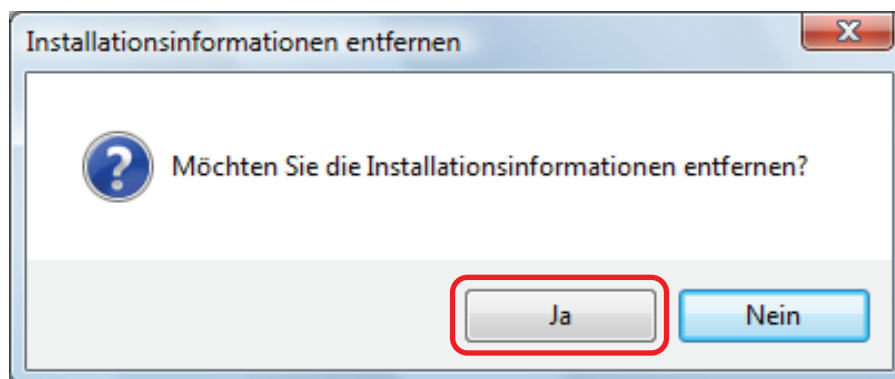 Installationsinformationen entfernen
Möchten Sie die Installationsinformationen entfernen?
Ja
Nein